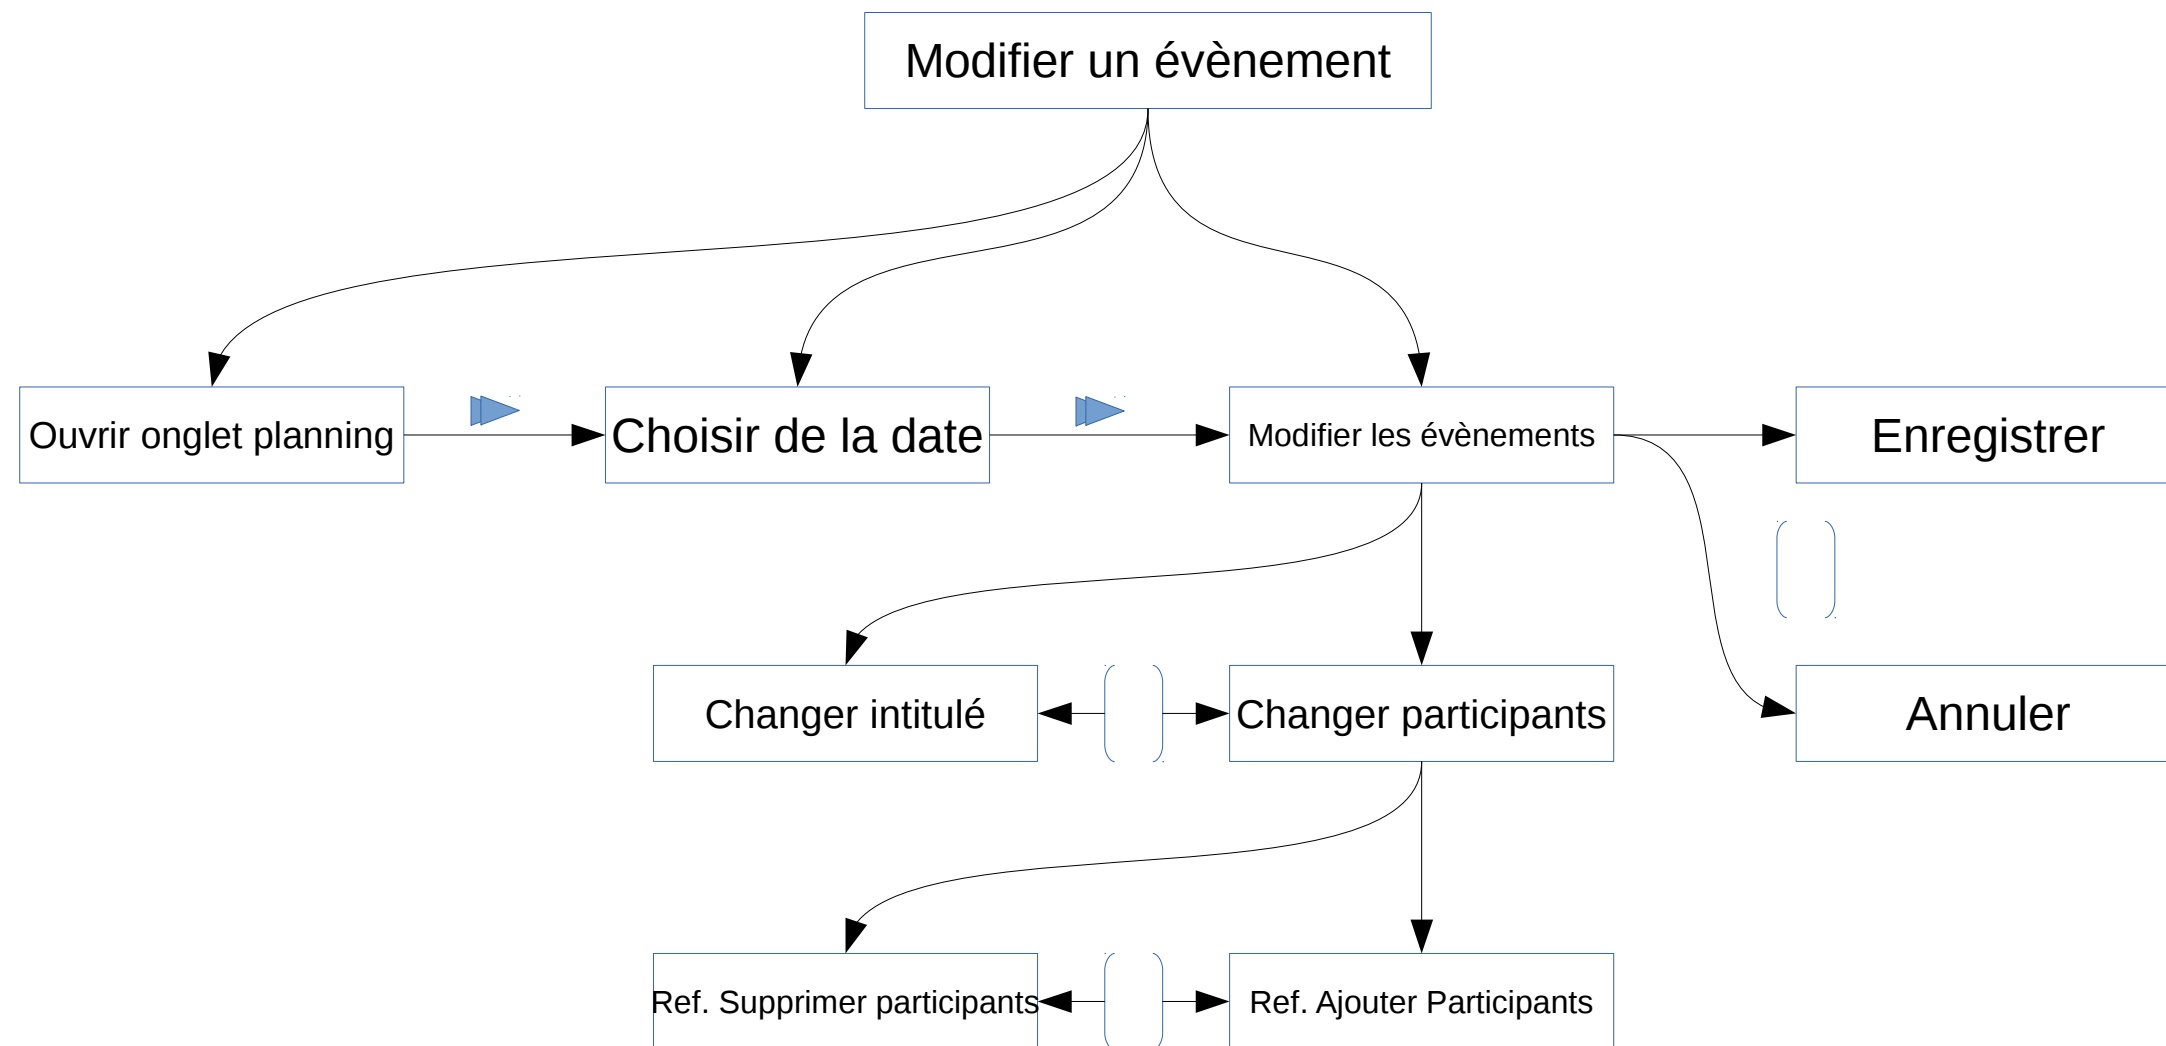 Modifier un évènement
Ouvrir onglet planning
Choisir de la date
Modifier les évènements
Enregistrer
Changer intitulé
Changer participants
Annuler
Ref. Supprimer participants
Ref. Ajouter Participants